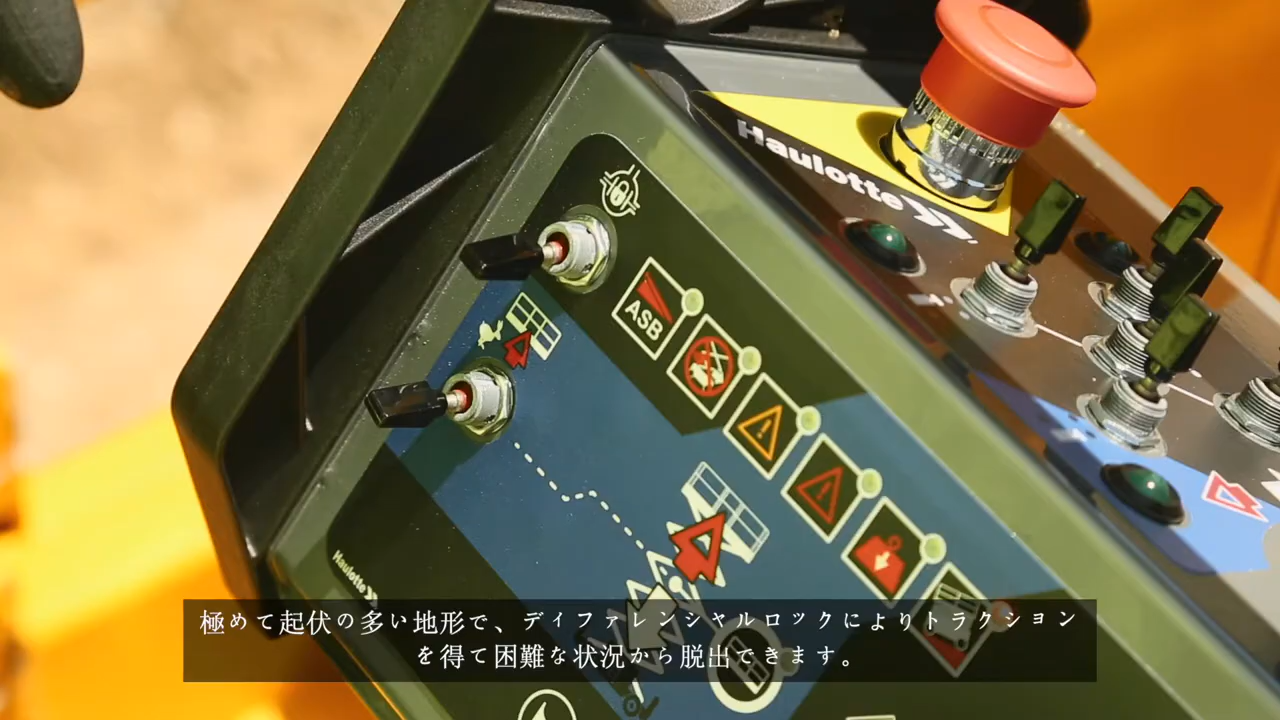 Haulotte
ASB
Haulotte
極めて起伏の多い地形で、ディファレンシャルロックによりトラクション
を得て困難な状況から脱出できます。